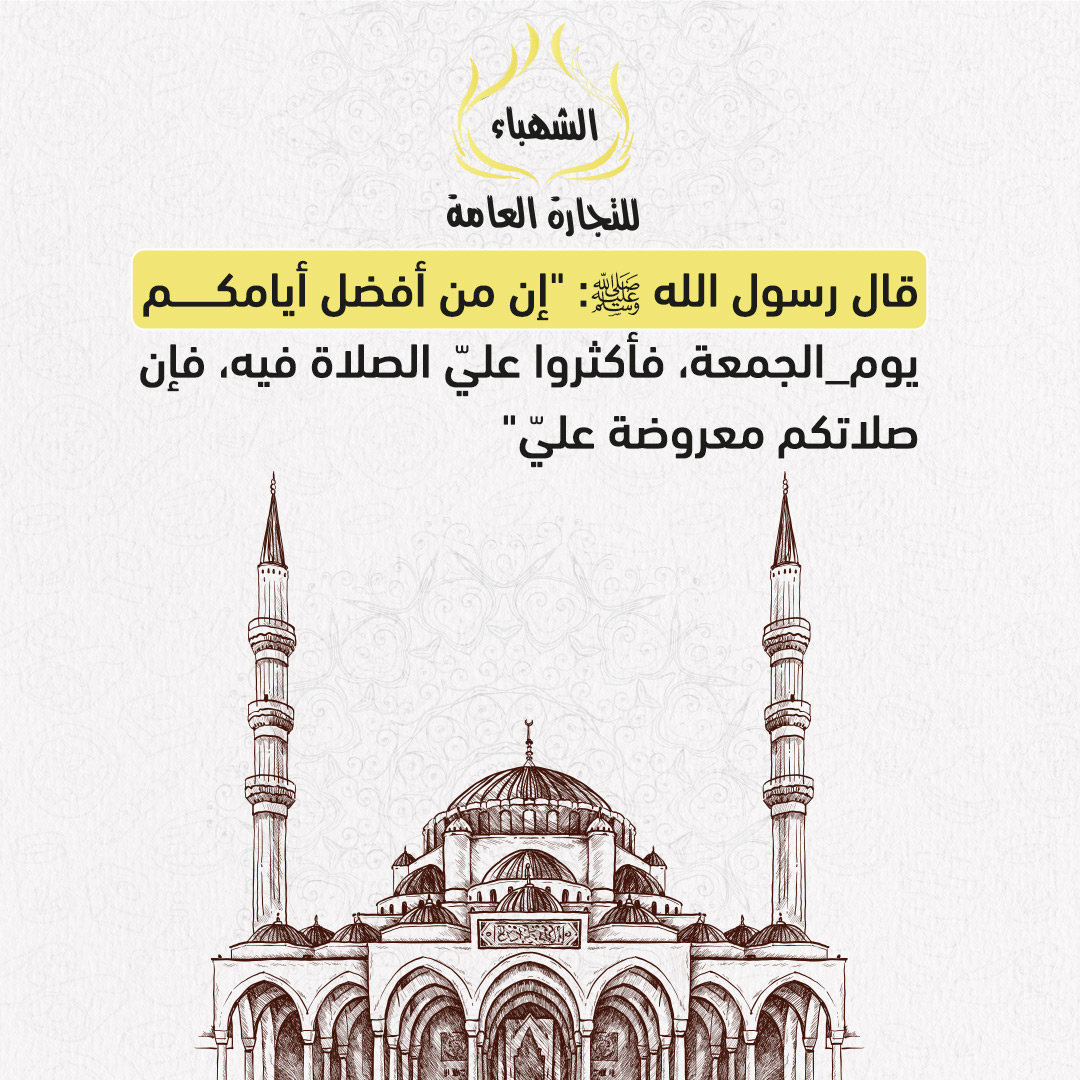 الشهباء
للتجارة العامة
قال رسول الله ﷺ: "إن من أفضل أيامكـــــم
يوم_الجمعة، فأكثروا عليّ الصلاة فيه، فإن
صلاتكم معروضة عليّ"